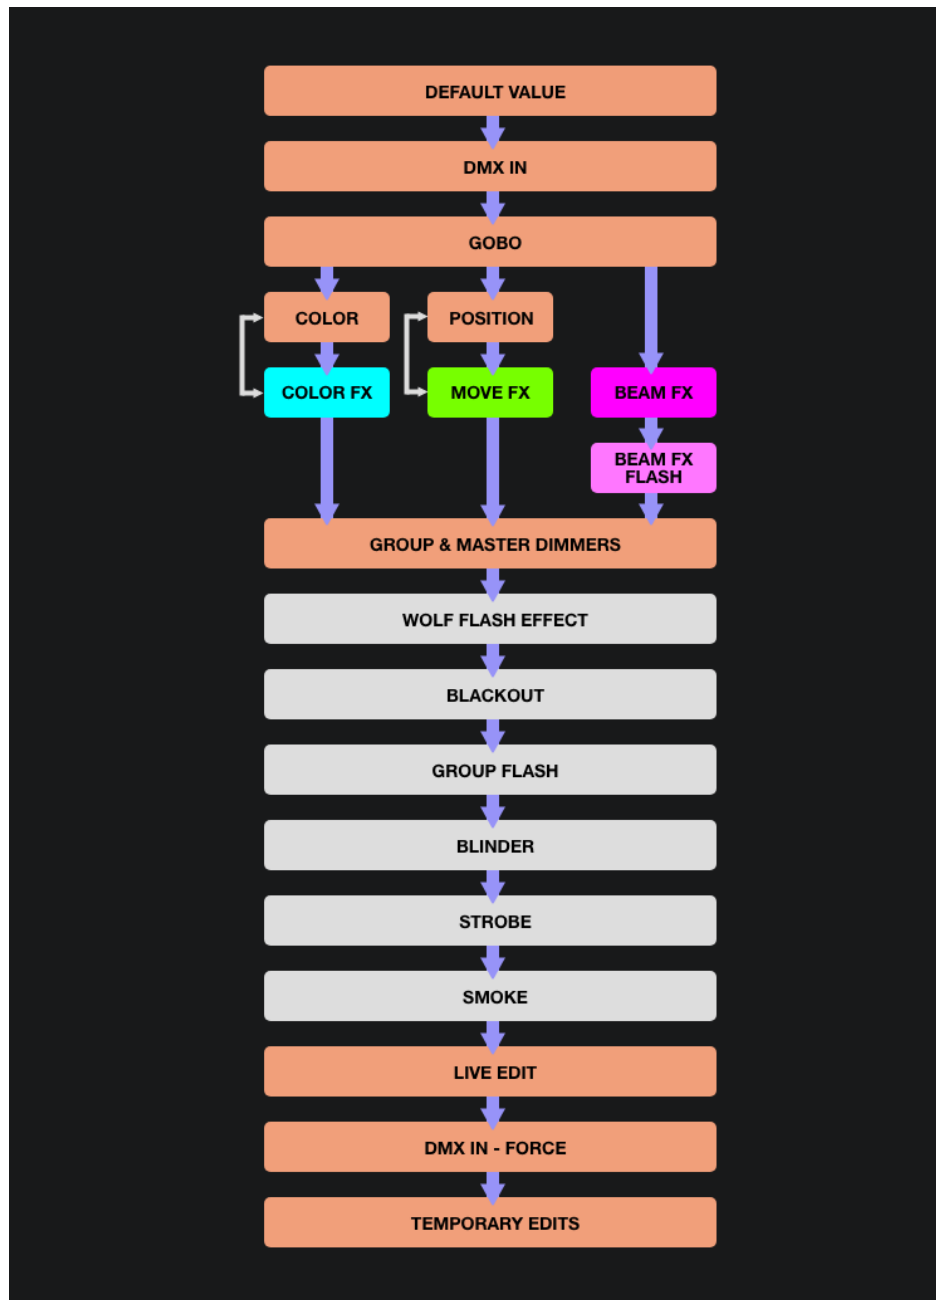 DEFAULT VALUE
DMX IN
GOBO
COLOR
POSITION
COLOR FX
MOVE FX
BEAM FX
BEAM FX
FLASH
GROUP & MASTER DIMMERS
WOLF FLASH EFFECT
BLACKOUT
GROUP FLASH
BLINDER
STROBE
SMOKE
LIVE EDIT
DMX IN - FORCE
TEMPORARY EDITS